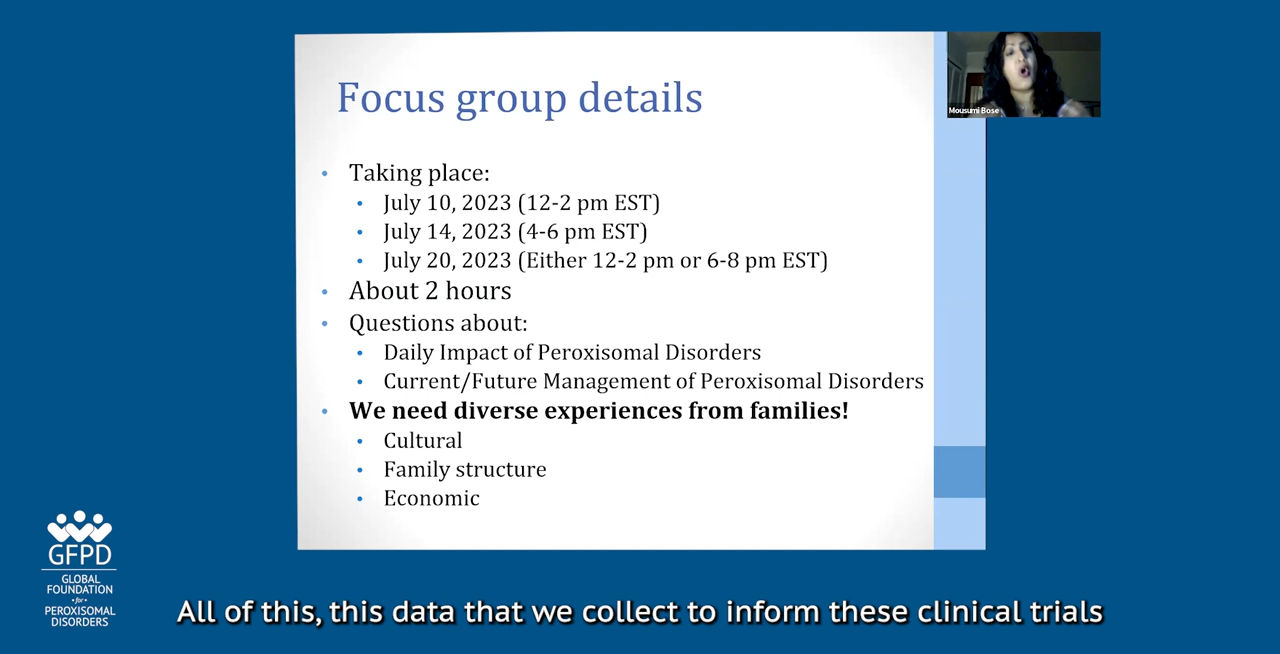 Focus group details
Mousumi Bose
• Taking place:
• July 10, 2023 (12-2 pm EST)
• July 14, 2023 (4-6 pm EST)
• July 20, 2023 (Either 12-2 pm or 6-8 pm EST)
• About 2 hours
• Questions about:
• Daily Impact of Peroxisomal Disorders
• Current/Future Management of Peroxisomal Disorders
• We need diverse experiences from families!
• Cultural
• Family structure
• Economic
GFPD
GLOBAL
FOUNDATION
• for •
PEROXISOMAL
DISORDERS
All of this, this data that we collect to inform these clinical trials